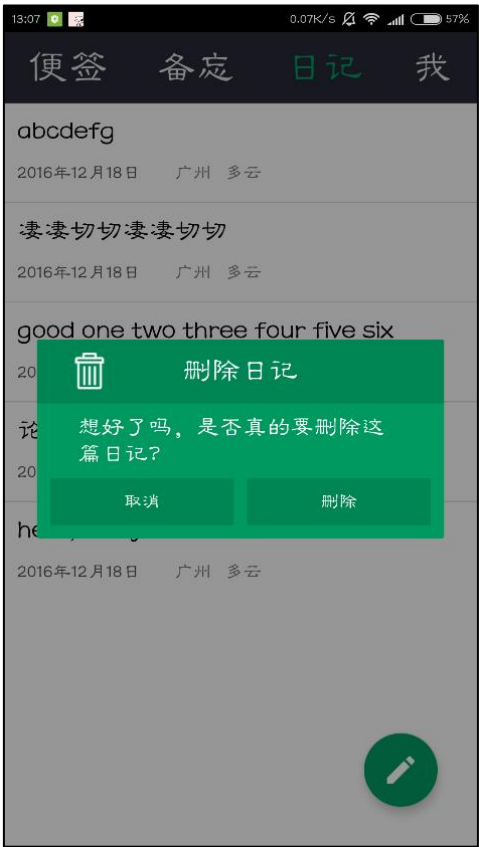 13:07 0.07K/s 57%
便签 备忘 日记 我
abcdefg
2016年12月18日 广州 多云
凄凄切切凄凄切切
2016年12月18日 广州 多云
good one two three four five six
20
删除日记
论
想好了吗，是否真的要删除这
篇日记?
20
取消 删除
he
2016年12月18日 广州 多云